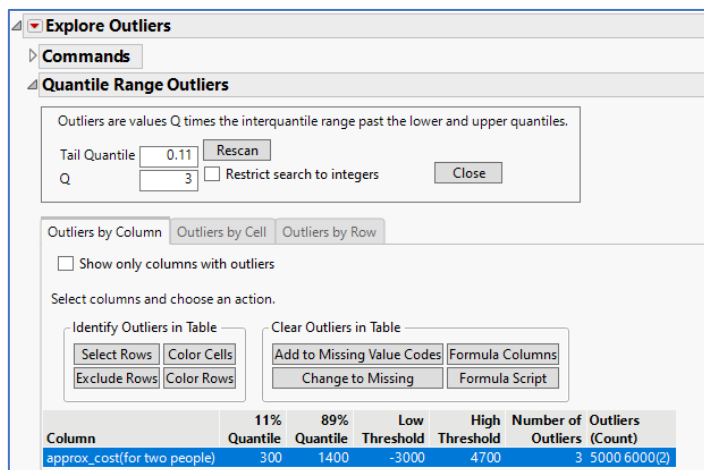 Explore Outliers
Commands
Quantile Range Outliers
Outliers are values Q times the interquantile range past the lower and upper quantiles.
Tail Quantile 0.11 Rescan
Q 3 Restrict search to integers Close
Outliers by Column Outliers by Cell Outliers by Row
Show only columns with outliers
Select columns and choose an action.
Identify Outliers in Table Clear Outliers in Table
Select Rows Color Cells Add to Missing Value Codes Formula Columns
Exclude Rows Color Rows Change to Missing Formula Script
11% 89% Low High Number of Outliers
Column Quantile Quantile Threshold Threshold Outliers (Count)
approx_cost(for two people) 300 1400 -3000 4700 3 5000 6000(2)